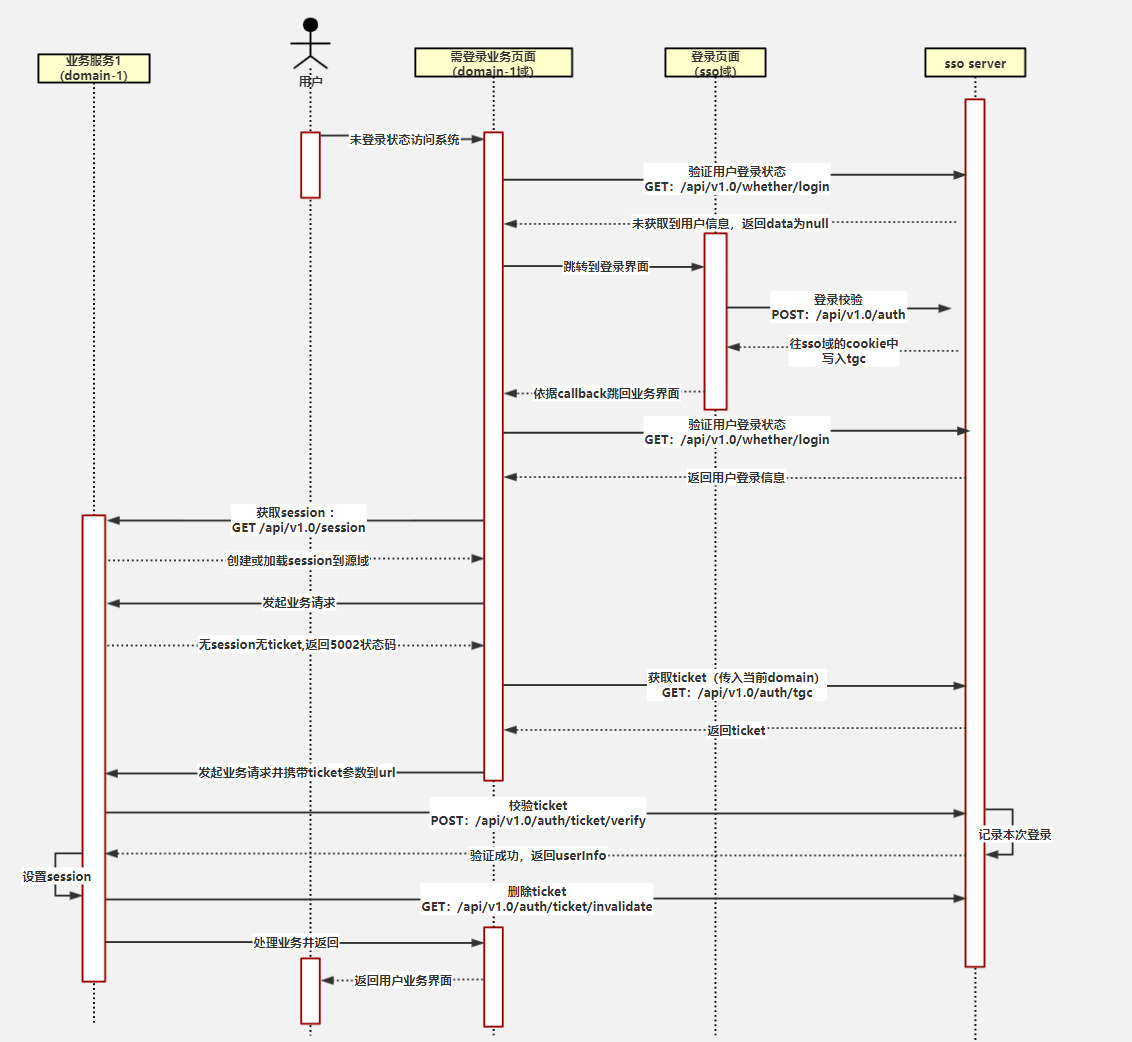 业务服务1
(domain-1)
用户
需登录业务页面
(domain-1域)
登录页面
(sso域)
sso server
未登录状态访问系统
验证用户登录状态
GET：/api/v1.0/whether/login
未获取到用户信息，返回data为null
跳转到登录界面
登录校验
POST：/api/v1.0/auth
往sso域的cookie中
写入tgc
依据callback跳回业务界面
验证用户登录状态
GET：/api/v1.0/whether/login
返回用户登录信息
获取session：
GET /api/v1.0/session
创建或加载session到源域
发起业务请求
无session无ticket,返回5002状态码
获取ticket（传入当前domain）
GET：/api/v1.0/auth/tgc
返回ticket
发起业务请求并携带ticket参数到url
校验ticket
POST：/api/v1.0/auth/ticket/verify
记录本次登录
验证成功，返回userInfo
设置session
删除ticket
GET：/api/v1.0/auth/ticket/invalidate
处理业务并返回
返回用户业务界面